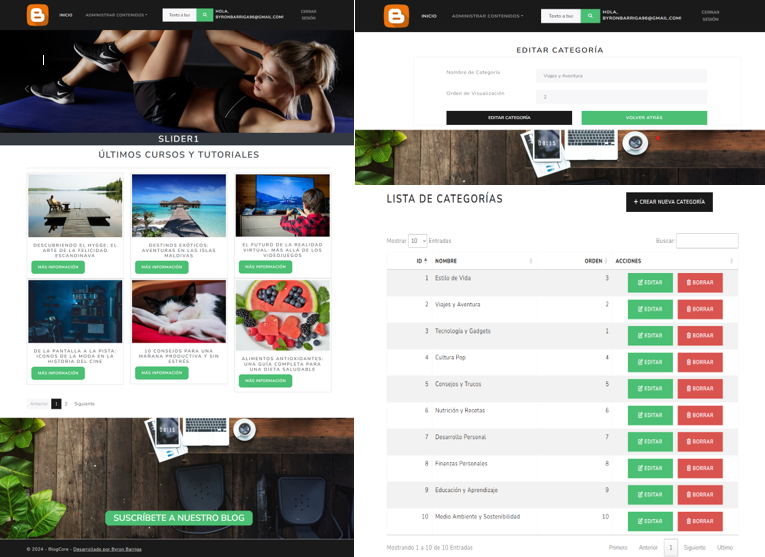 INICIO
ADMINISTRAR CONTENIDOS
Texto a bus
HOLA,
BYRONBARRIGA96@GMAIL.COM!
CERRAR
SESIÓN
SLIDER1
ÚLTIMOS CURSOS Y TUTORIALES
DESCUBRIENDO EL HYGGE: EL
ARTE DE LA FELICIDAD
ESCANDINAVA
MÁS INFORMACIÓN
DESTINOS EXÓTICOS:
AVENTURAS EN LAS ISLAS
MALDIVAS
MÁS INFORMACIÓN
EL FUTURO DE LA REALIDAD
VIRTUAL: MÁS ALLÁ DE LOS
VIDEOJUEGOS
MÁS INFORMACIÓN
DE LA PANTALLA A LA PISTA:
ICONOS DE LA MODA EN LA
HISTORIA DEL CINE
MÁS INFORMACIÓN
10 CONSEJOS PARA UNA
MAÑANA PRODUCTIVA Y SIN
ESTRÉS
MÁS INFORMACIÓN
ALIMENTOS ANTIOXIDANTES:
UNA GUÍA COMPLETA PARA
UNA DIETA SALUDABLE
MÁS INFORMACIÓN
Anterior 1 2 Siguiente
08:15
SUSCRÍBETE A NUESTRO BLOG
© 2024 - BlogCore - Desarrollado por Byron Barriga
INICIO
ADMINISTRAR CONTENIDOS
Texto a bus
HOLA,
BYRONBARRIGA96@GMAIL.COM!
CERRAR
SESIÓN
EDITAR CATEGORÍA
Nombre de Categoría
Viajes y Aventura
Orden de Visualización
2
EDITAR CATEGORÍA
VOLVER ATRÁS
08:15
LISTA DE CATEGORÍAS
+ CREAR NUEVA CATEGORÍA
Mostrar 10 Entradas
Buscar:
ID NOMBRE ORDEN ACCIONES
1 Estilo de Vida 3 EDITAR BORRAR
2 Viajes y Aventura 2 EDITAR BORRAR
3 Tecnología y Gadgets 1 EDITAR BORRAR
4 Cultura Pop 4 EDITAR BORRAR
5 Consejos y Trucos 5 EDITAR BORRAR
6 Nutrición y Recetas 6 EDITAR BORRAR
7 Desarrollo Personal 7 EDITAR BORRAR
8 Finanzas Personales 8 EDITAR BORRAR
9 Educación y Aprendizaje 9 EDITAR BORRAR
10 Medio Ambiente y Sostenibilidad 10 EDITAR BORRAR
Mostrando 1 a 10 de 10 Entradas
Primero Anterior 1 Siguiente Ultimo